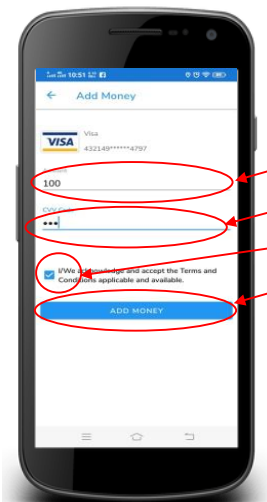 10:51
Add Money
Visa
VISA
432149******4797
100
CVV
•••
I/We acknowledge and accept the Terms and
Conditions applicable and available.
ADD MONEY